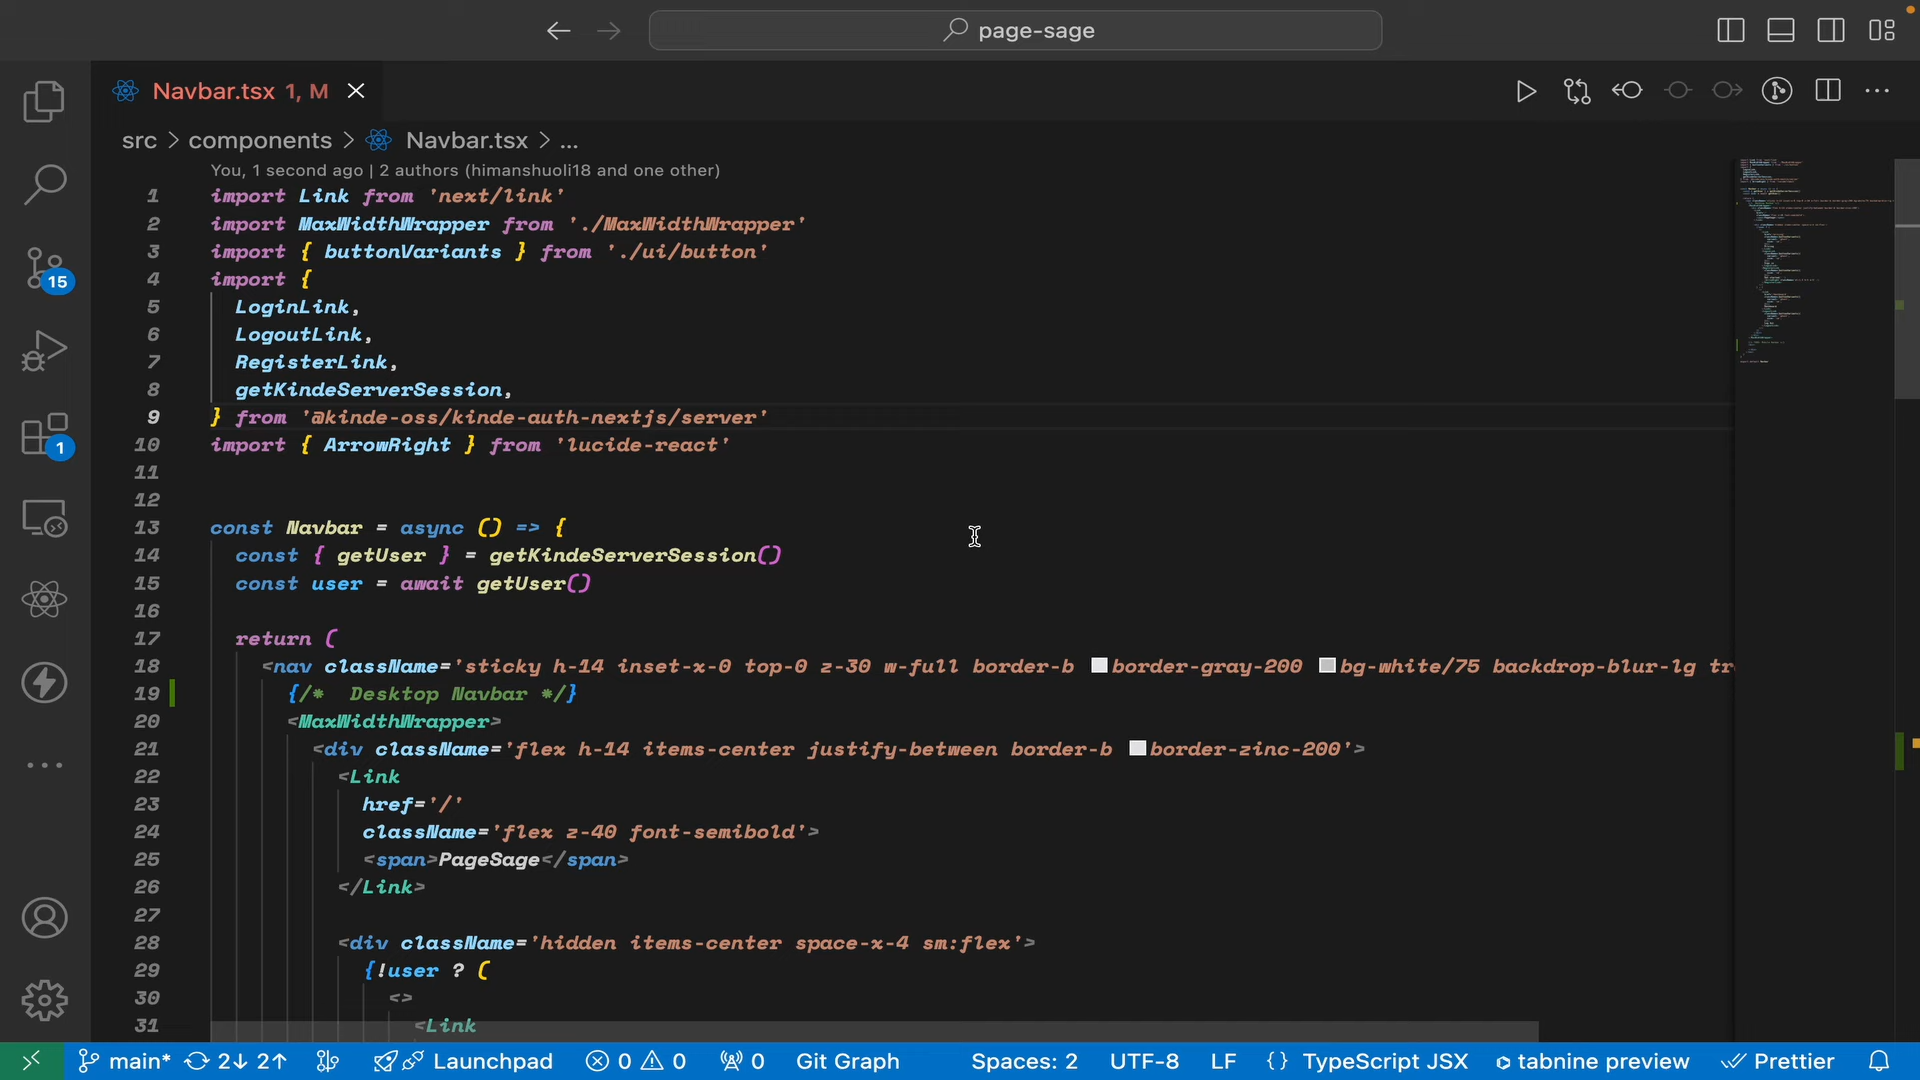 page-sage
Navbar.tsx 1, M
src > components > Navbar.tsx > ...
You, 1 second ago | 2 authors (himanshuoli18 and one other)
1 import Link from 'next/link'
2 import MaxWidthWrapper from './MaxWidthWrapper'
3 import { buttonVariants } from './ui/button'
4 import {
5 LoginLink,
6 LogoutLink,
7 RegisterLink,
8 getKindeServerSession,
9 } from '@kinde-oss/kinde-auth-nextjs/server'
10 import { ArrowRight } from 'lucide-react'
11
12
13 const Navbar = async () => {
14 const { getUser } = getKindeServerSession()
15 const user = await getUser()
16
17 return (
18 <nav className='sticky h-14 inset-x-0 top-0 z-30 w-full border-b border-gray-200 bg-white/75 backdrop-blur-lg tr
19 {/*  Desktop Navbar */}
20 <MaxWidthWrapper>
21 <div className='flex h-14 items-center justify-between border-b border-zinc-200'>
22 <Link
23 href='/'
24 className='flex z-40 font-semibold'>
25 <span>PageSage</span>
26 </Link>
27
28 <div className='hidden items-center space-x-4 sm:flex'>
29 {!user ? (
30 <>
31 <Link
15
1
main* 2↓ 2↑ Launchpad 0 0 0 Git Graph Spaces: 2 UTF-8 LF {} TypeScript JSX tabnine preview Prettier